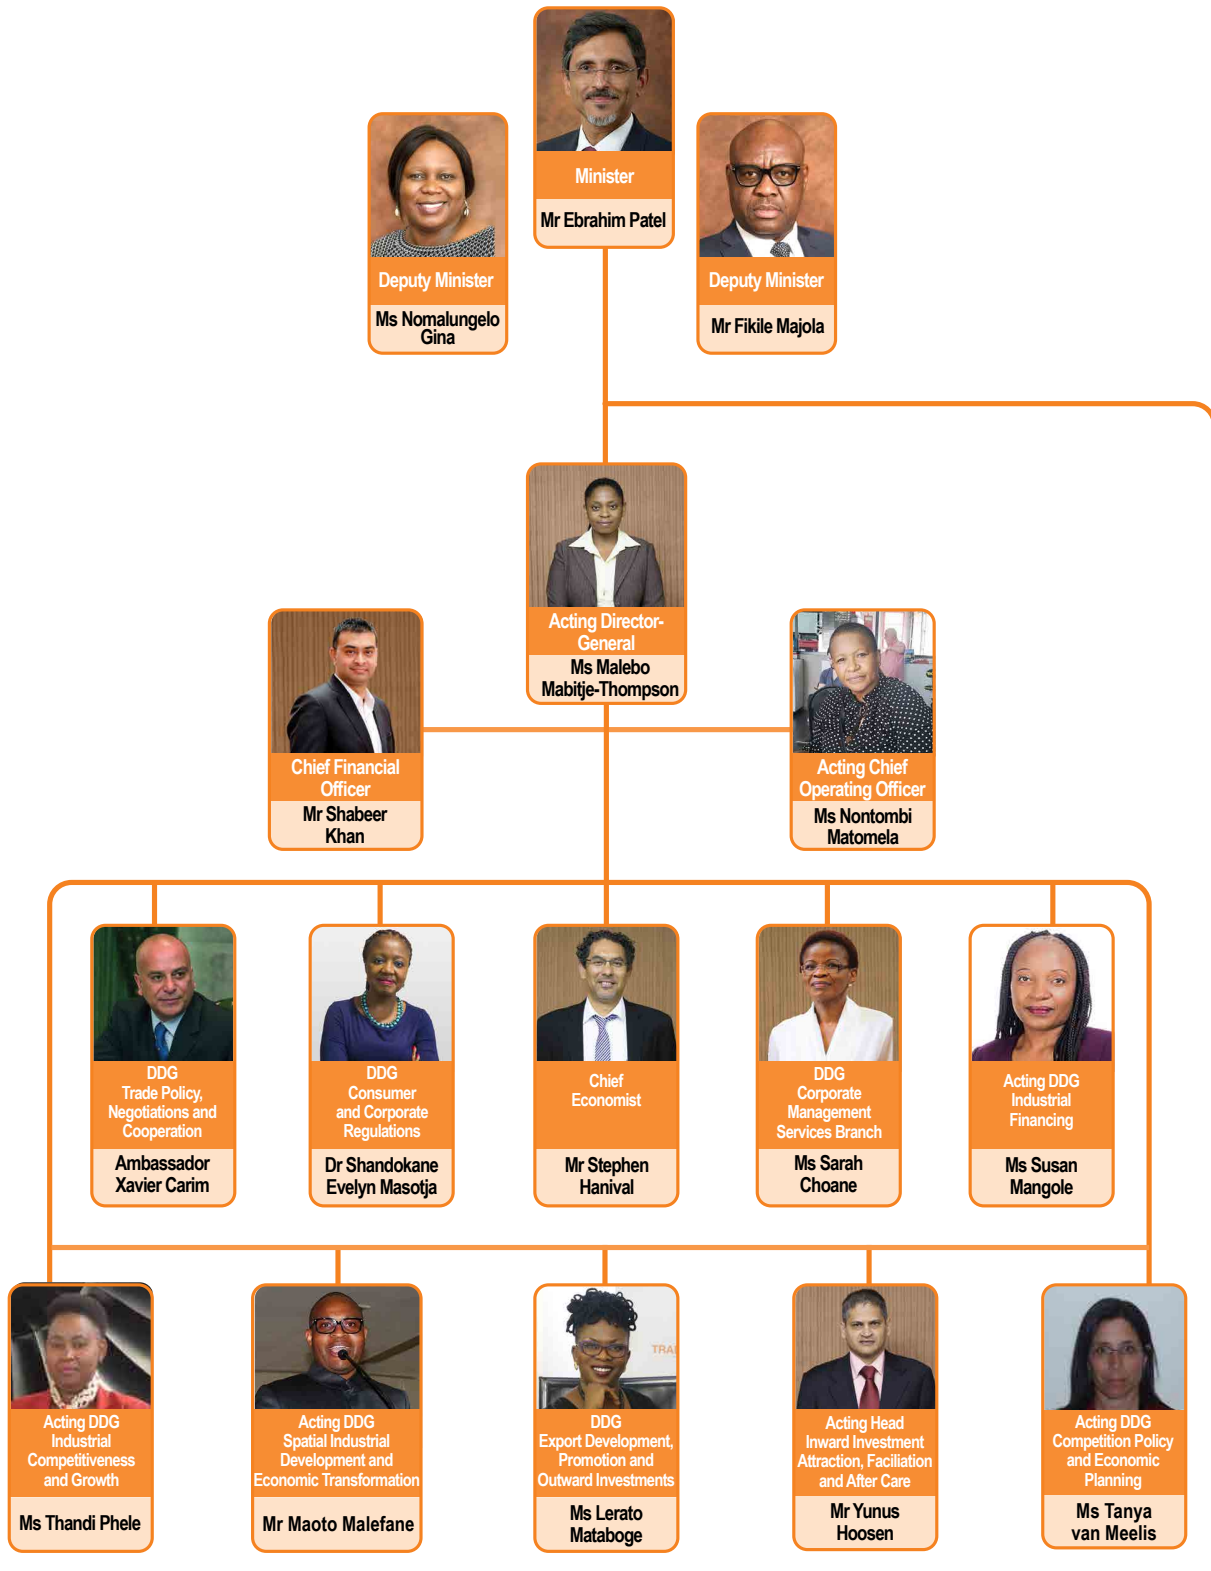 Minister
Mr Ebrahim Patel
Deputy Minister
Ms Nomalungelo
Gina
Deputy Minister
Mr Fikile Majola
Acting Director-
General
Ms Malebo
Mabitje-Thompson
Chief Financial
Officer
Mr Shabeer
Khan
Acting Chief
Operating Officer
Ms Nontombi
Matomela
DDG
Trade Policy,
Negotiations and
Cooperation
Ambassador
Xavier Carim
DDG
Consumer
and Corporate
Regulations
Dr Shandokane
Evelyn Masotja
Chief
Economist
Mr Stephen
Hanival
DDG
Corporate
Management
Services Branch
Ms Sarah
Choane
Acting DDG
Industrial
Financing
Ms Susan
Mangole
Acting DDG
Industrial
Competitiveness
and Growth
Ms Thandi Phele
Acting DDG
Spatial Industrial
Development and
Economic Transformation
Mr Maoto Malefane
TRA
DDG
Export Development,
Promotion and
Outward Investments
Ms Lerato
Mataboge
Acting Head
Inward Investment
Attraction, Faciliation
and After Care
Mr Yunus
Hoosen
Acting DDG
Competition Policy
and Economic
Planning
Ms Tanya
van Meelis